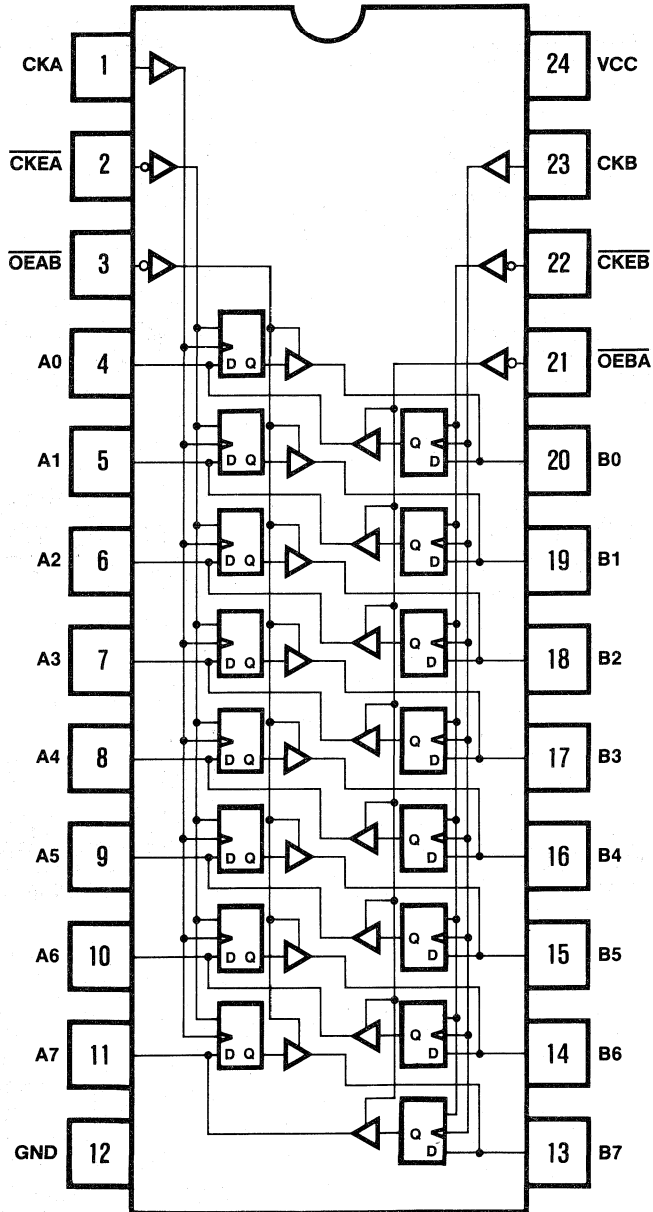 CKA 1
24 VCC
CKEA 2
23 CKB
OEAB 3
22 CKEB
A0 4
D Q
21 OEBA
A1 5
D Q
Q
D
20 B0
A2 6
D Q
Q
D
19 B1
A3 7
D Q
Q
D
18 B2
A4 8
D Q
Q
D
17 B3
A5 9
D Q
Q
D
16 B4
A6 10
D Q
Q
D
15 B5
A7 11
D Q
Q
D
14 B6
GND 12
Q
D
13 B7